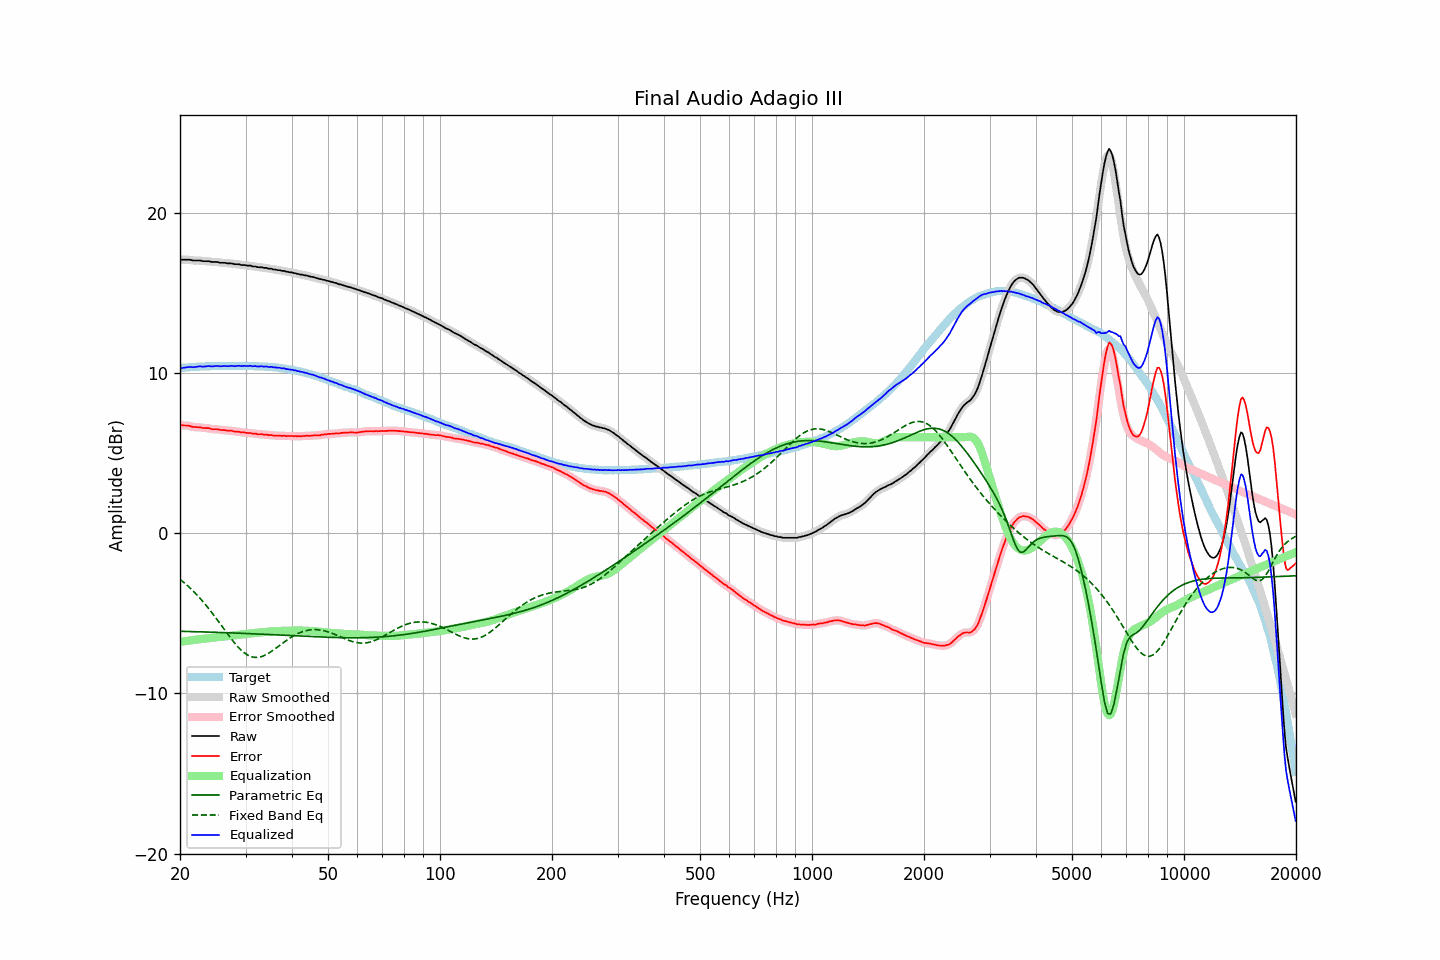 Final Audio Adagio III
Amplitude (dBr)
20
10
0
−10
−20
Target
Raw Smoothed
Error Smoothed
Raw
Error
Equalization
Parametric Eq
Fixed Band Eq
Equalized
20 50 100 200 500 1000 2000 5000 10000 20000
Frequency (Hz)